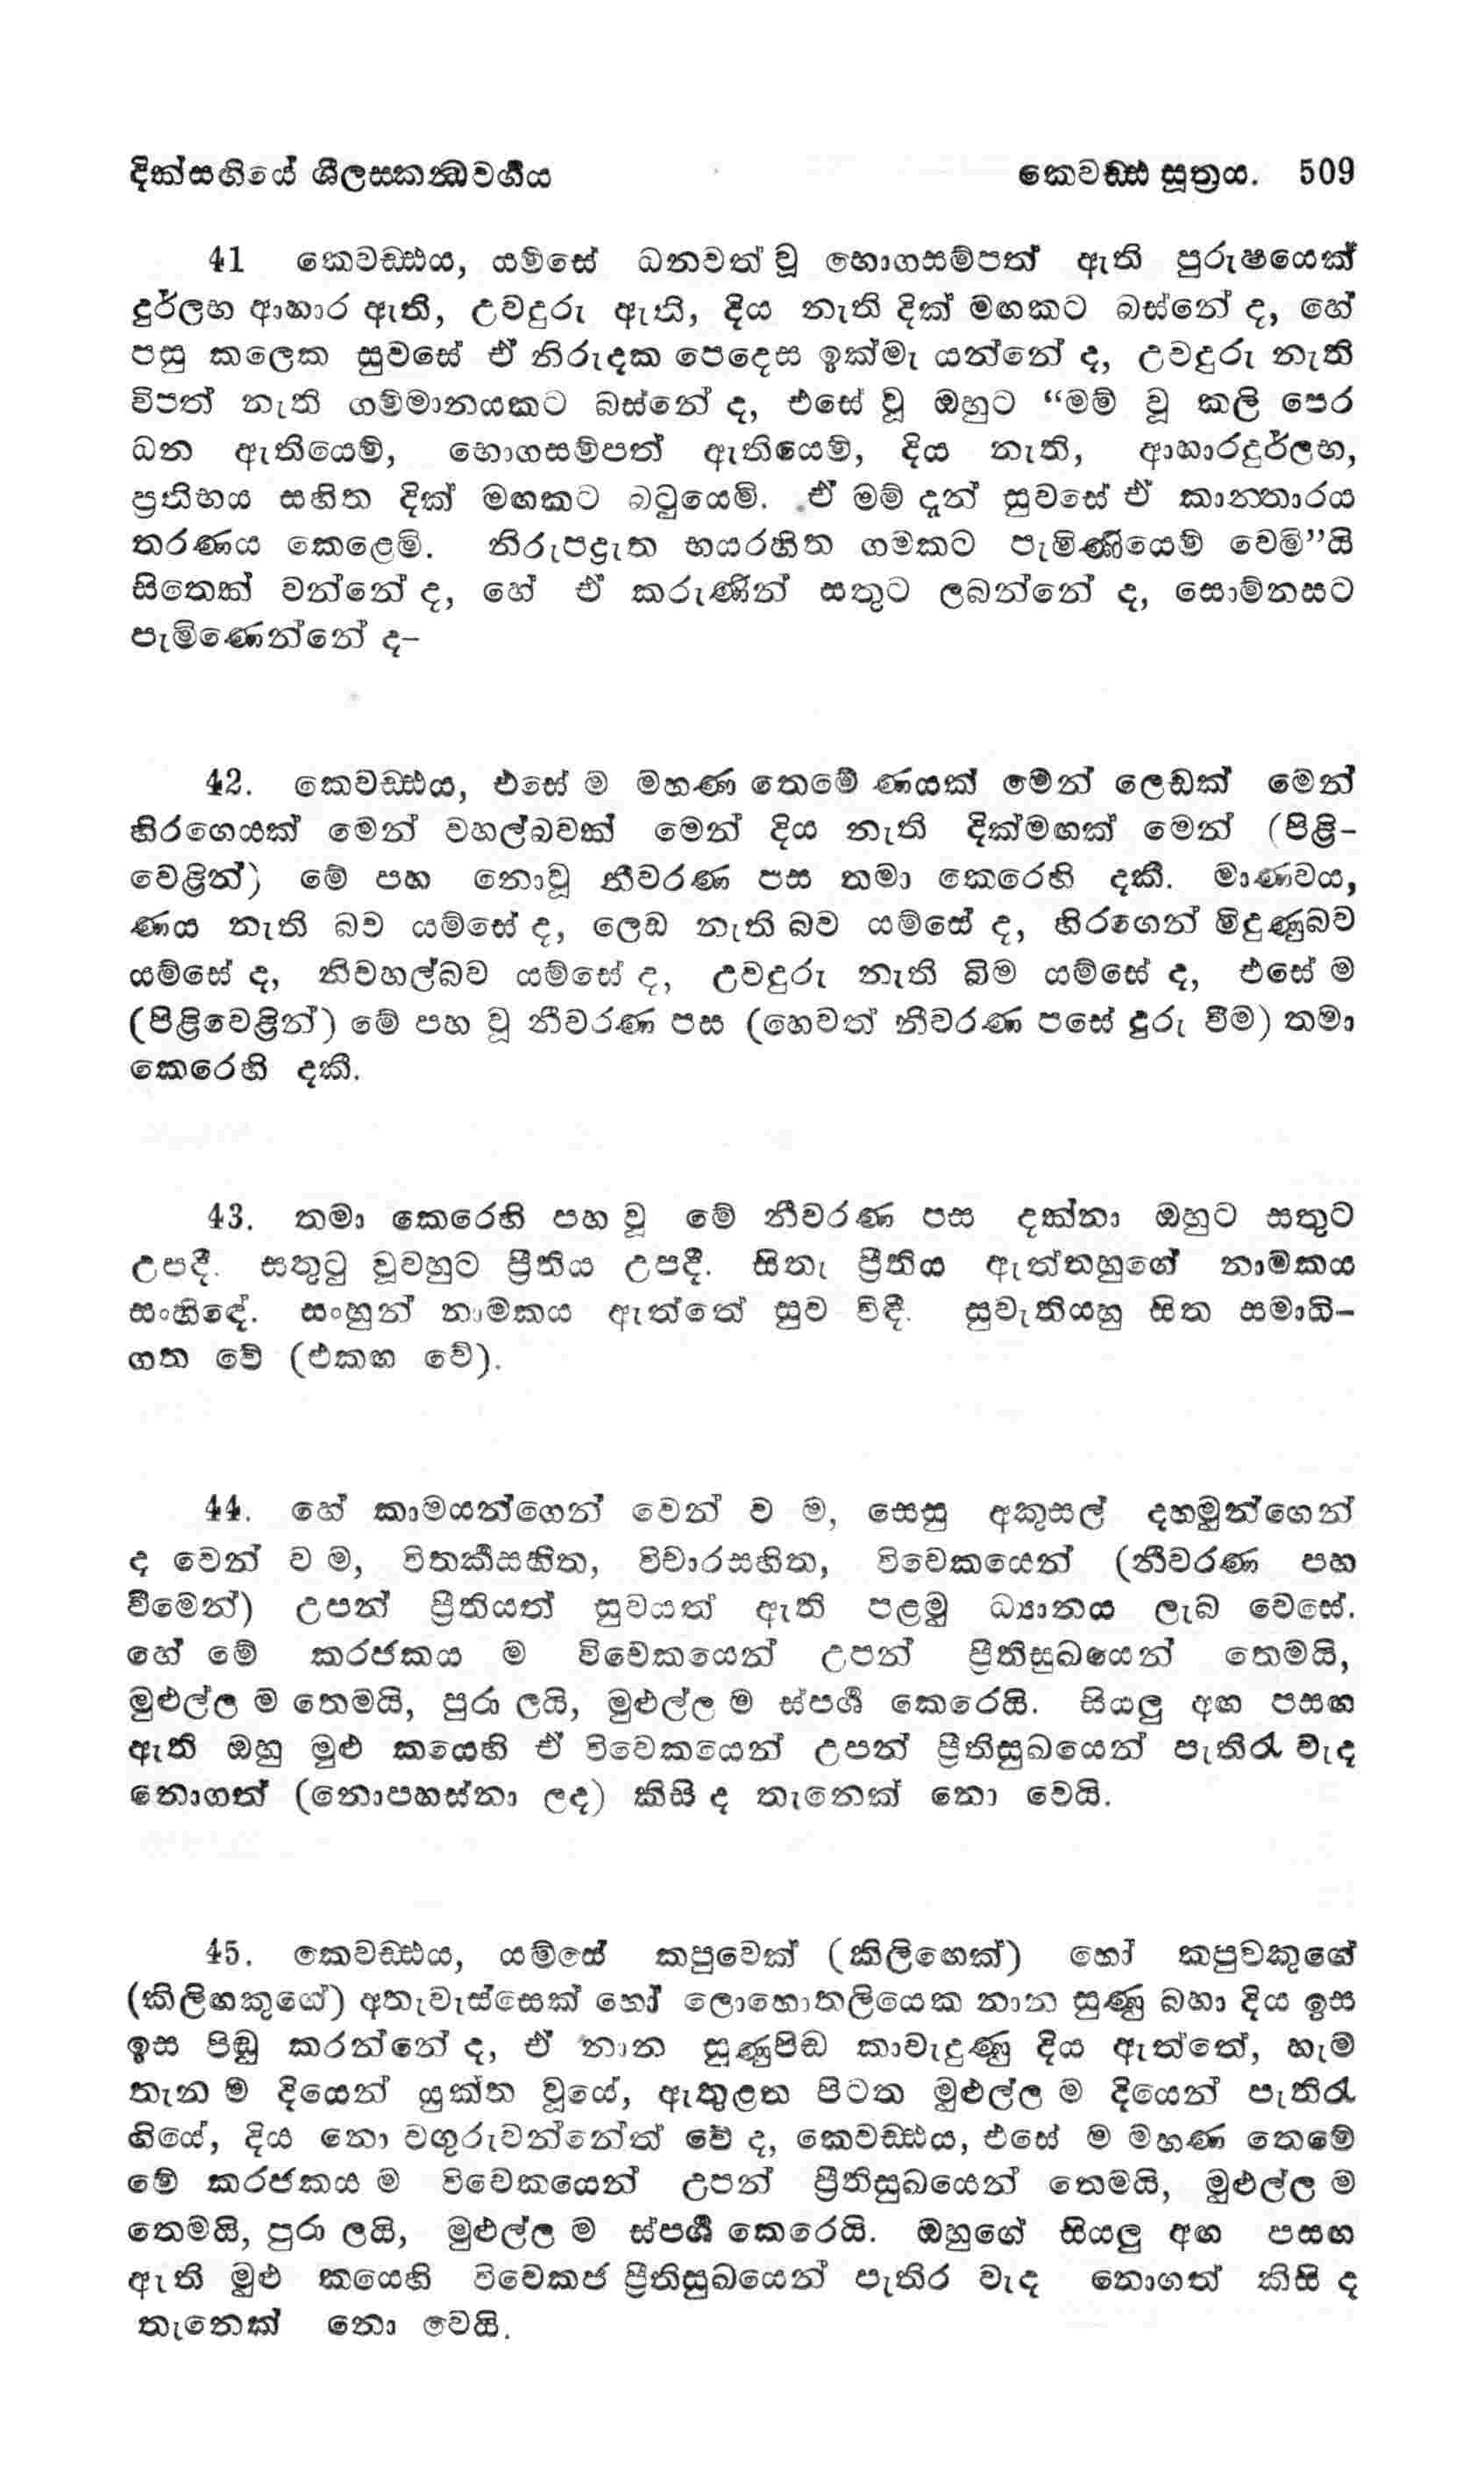 දික්සඟියේ ශීලස්කන්ධවර්ගය කෙවඩ්ඪ සූත්‍රය. 509
41 කෙවඩ්ඪය, යම්සේ ධනවත් වූ භොගසම්පත් ඇති පුරුෂයෙක්
දුර්ලභ ආහාර ඇති, උවදුරු ඇති, දිය නැති දික් මඟකට බස්නේ ද, හේ
පසු කලෙක සුවසේ ඒ නිරුදක පෙදෙස ඉක්මැ යන්නේ ද, උවදුරු නැති
විපත් නැති ගම්මානයකට බස්නේ ද, එසේ වූ ඔහුට “මම් වූ කලි පෙර
ධන ඇතියෙම්, භොගසම්පත් ඇතියෙම්, දිය නැති, ආහාරදුර්ලභ,
ප්‍රතිභය සහිත දික් මඟකට බටුයෙමි. ඒ මම් දැන් සුවසේ ඒ කාන්තාරය
තරණය කෙළෙමි. නිරුපද්‍රැත භයරහිත ගමකට පැමිණියෙම් වෙමි”යි
සිතෙක් වන්නේ ද, හේ ඒ කරුණින් සතුට ලබන්නේ ද, සොම්නසට
පැමිණෙන්නේ ද–
42. කෙවඩ්ඪය, එසේ ම මහණ තෙමේ ණයක් මෙන් ලෙඩක් මෙන්
හිරගෙයක් මෙන් වහල්බවක් මෙන් දිය නැති දික්මඟක් මෙන් (පිළි-
වෙළින්) මේ පහ නොවූ නීවරණ පස තමා කෙරෙහි දකී. මාණවය,
ණය නැති බව යම්සේ ද, ලෙඩ නැති බව යම්සේ ද, හිරගෙන් මිදුණුබව
යම්සේ ද, නිවහල්බව යම්සේ ද, උවදුරු නැති බිම යම්සේ ද, එසේ ම
(පිළිවෙළින්) මේ පහ වූ නීවරණ පස (හෙවත් නීවරණ පසේ දුරු වීම) තමා
කෙරෙහි දකී.
43. තමා කෙරෙහි පහ වූ මේ නීවරණ පස දක්නා ඔහුට සතුට
උපදී. සතුටු වූවහුට ප්‍රීතිය උපදී. සිතැ ප්‍රීතිය ඇත්තහුගේ නාමකය
සංහිඳේ. සංහුන් නාමකය ඇත්තේ සුව විඳී. සුවැතියහු සිත සමාධි-
ගත වේ (එකඟ වේ).
44. හේ කාමයන්ගෙන් වෙන් ව ම, සෙසු අකුසල් දහමුන්ගෙන්
ද වෙන් ව ම, විතර්කසහිත, විචාරසහිත, විවෙකයෙන් (නීවරණ පහ
වීමෙන්) උපන් ප්‍රීතියත් සුවයත් ඇති පළමු ධ්‍යානය ලැබ වෙසේ.
හේ මේ කරජකය ම විවෙකයෙන් උපන් ප්‍රීතිසුඛයෙන් තෙමයි,
මුළුල්ල ම තෙමයි, පුරා ලයි, මුළුල්ල ම ස්පර්ශ කෙරෙයි. සියලු අඟ පසඟ
ඇති ඔහු මුළු කයෙහි ඒ විවෙකයෙන් උපන් ප්‍රීතිසුඛයෙන් පැතිරැ වැද
නොගත් (නොපහස්නා ලද) කිසි ද තැනෙක් නො වෙයි.
45. කෙවඩ්ඪය, යම්සේ කපුවෙක් (කිලිඟෙක්) හෝ කපුවකුගේ
(කිලිඟකුගේ) අතැවැස්සෙක් හෝ ලොහොතලියෙක නාන සුණු බහා දිය ඉස
ඉස පිඬු කරන්නේ ද, ඒ නාන සුණුපිඩ කාවැදුණු දිය ඇත්තේ, හැම
තැන ම දියෙන් යුක්ත වූයේ, ඇතුළත පිටත මුළුල්ල ම දියෙන් පැතිරැ
ගියේ, දිය නො වගුරුවන්නේත් වේ ද, කෙවඩ්ඪය, එසේ ම මහණ තෙමේ
මේ කරජකය ම විවෙකයෙන් උපන් ප්‍රීතිසුඛයෙන් තෙමයි, මුළුල්ල ම
තෙමයි, පුරා ලයි, මුළුල්ල ම ස්පර්ශ කෙරෙයි. ඔහුගේ සියලු අඟ පසඟ
ඇති මුළු කයෙහි විවෙකජ ප්‍රීතිසුඛයෙන් පැතිර වැද නොගත් කිසි ද
තැනෙක් නො වෙයි.